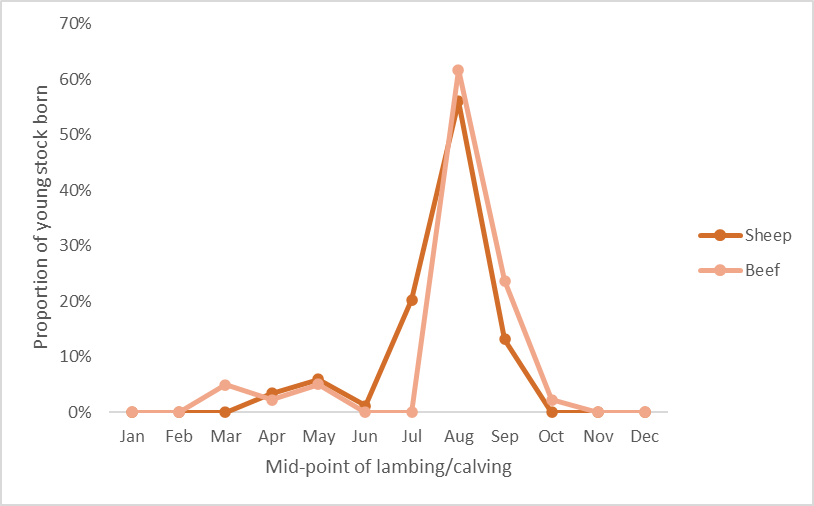 70%
60%
50%
40%
30%
20%
10%
0%
Proportion of young stock born
Jan Feb Mar Apr May Jun Jul Aug Sep Oct Nov Dec
Mid-point of lambing/calving
Sheep
Beef